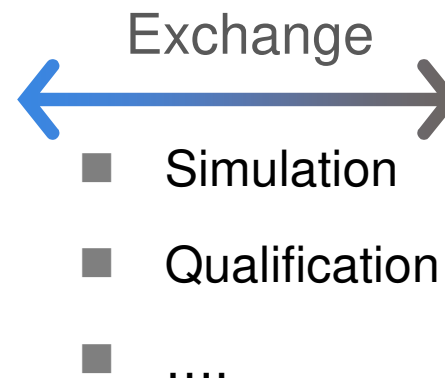 Exchange
■ Simulation
■ Qualification
■ ....